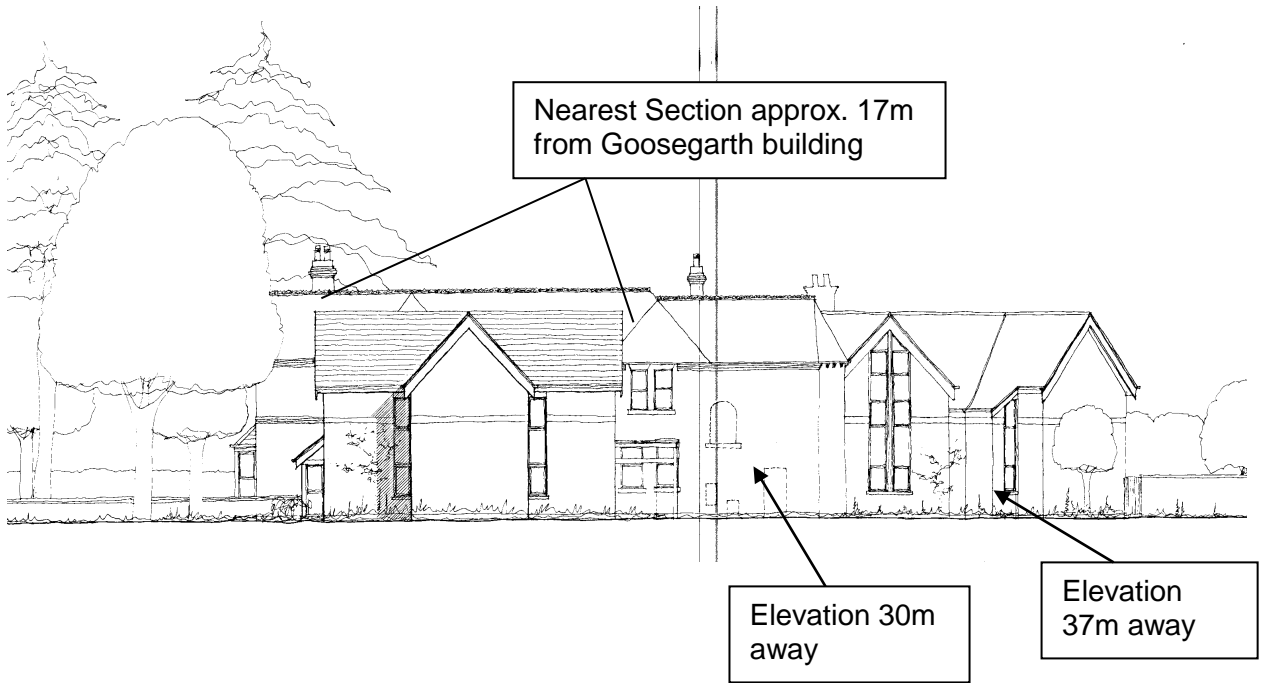 Nearest Section approx. 17m
from Goosegarth building
Elevation 30m
away
Elevation
37m away